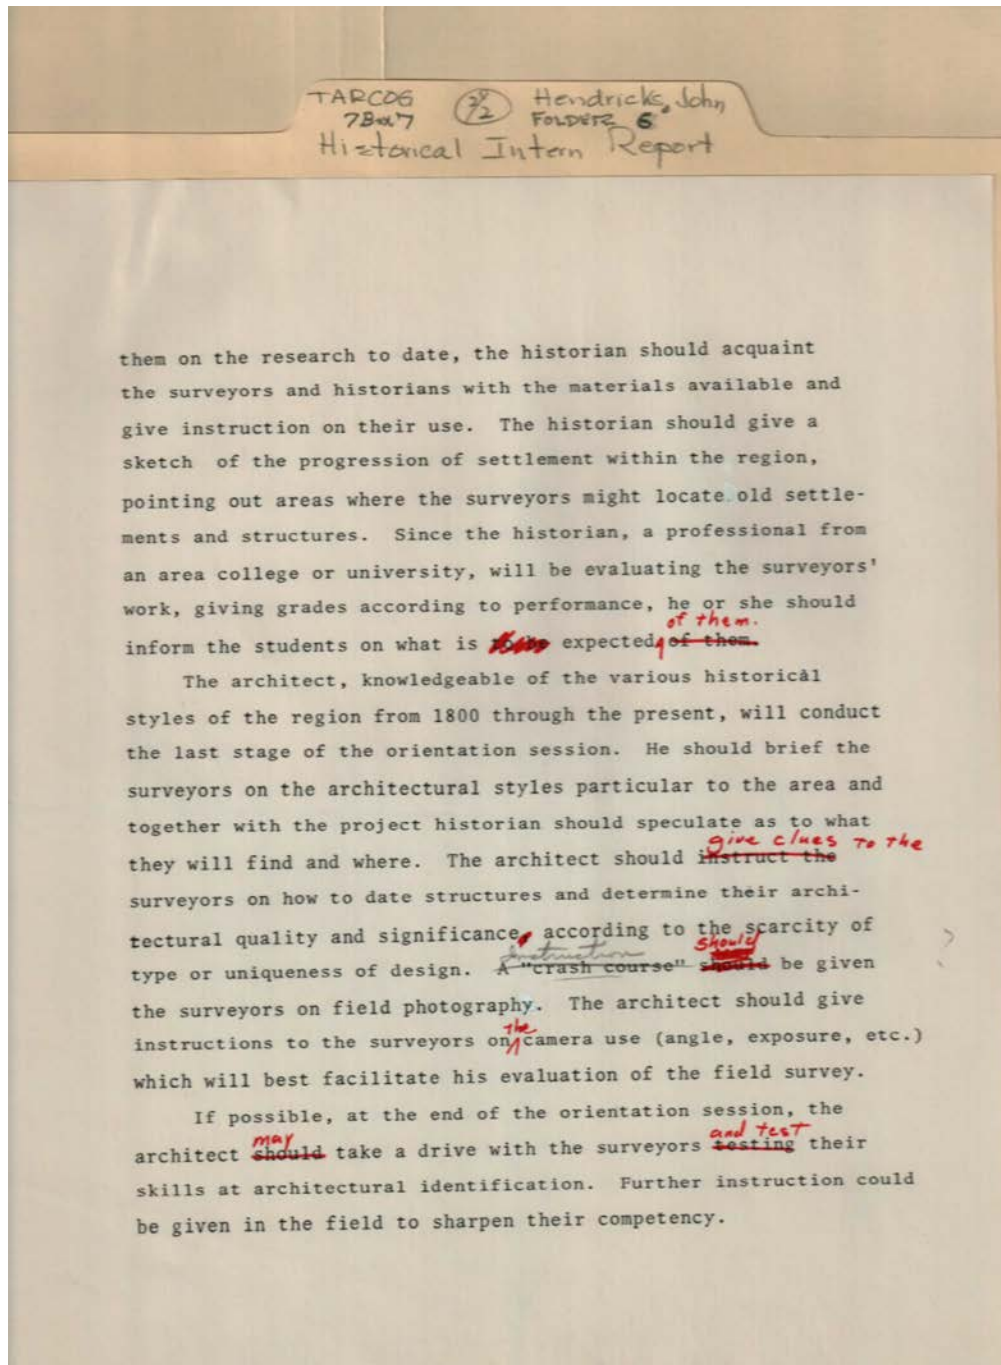 TARCOG Hendricks, John
7Box7 FOLDER 6
Historical Intern Report
them on the research to date, the historian should acquaint
the surveyors and historians with the materials available and
give instruction on their use. The historian should give a
sketch of the progression of settlement within the region,
pointing out areas where the surveyors might locate old settle-
ments and structures. Since the historian, a professional from
an area college or university, will be evaluating the surveyors'
work, giving grades according to performance, he or she should
of them.
inform the students on what is to be expected of them.
The architect, knowledgeable of the various historical
styles of the region from 1800 through the present, will conduct
the last stage of the orientation session. He should brief the
surveyors on the architectural styles particular to the area and
together with the project historian should speculate as to what
give clues to the
they will find and where. The architect should instruct the
surveyors on how to date structures and determine their archi-
tectural quality and significance, according to the scarcity of
Instruction should
type or uniqueness of design. A "crash course" should be given
the surveyors on field photography. The architect should give
the
instructions to the surveyors on camera use (angle, exposure, etc.)
which will best facilitate his evaluation of the field survey.
If possible, at the end of the orientation session, the
may and test
architect should take a drive with the surveyors testing their
skills at architectural identification. Further instruction could
be given in the field to sharpen their competency.